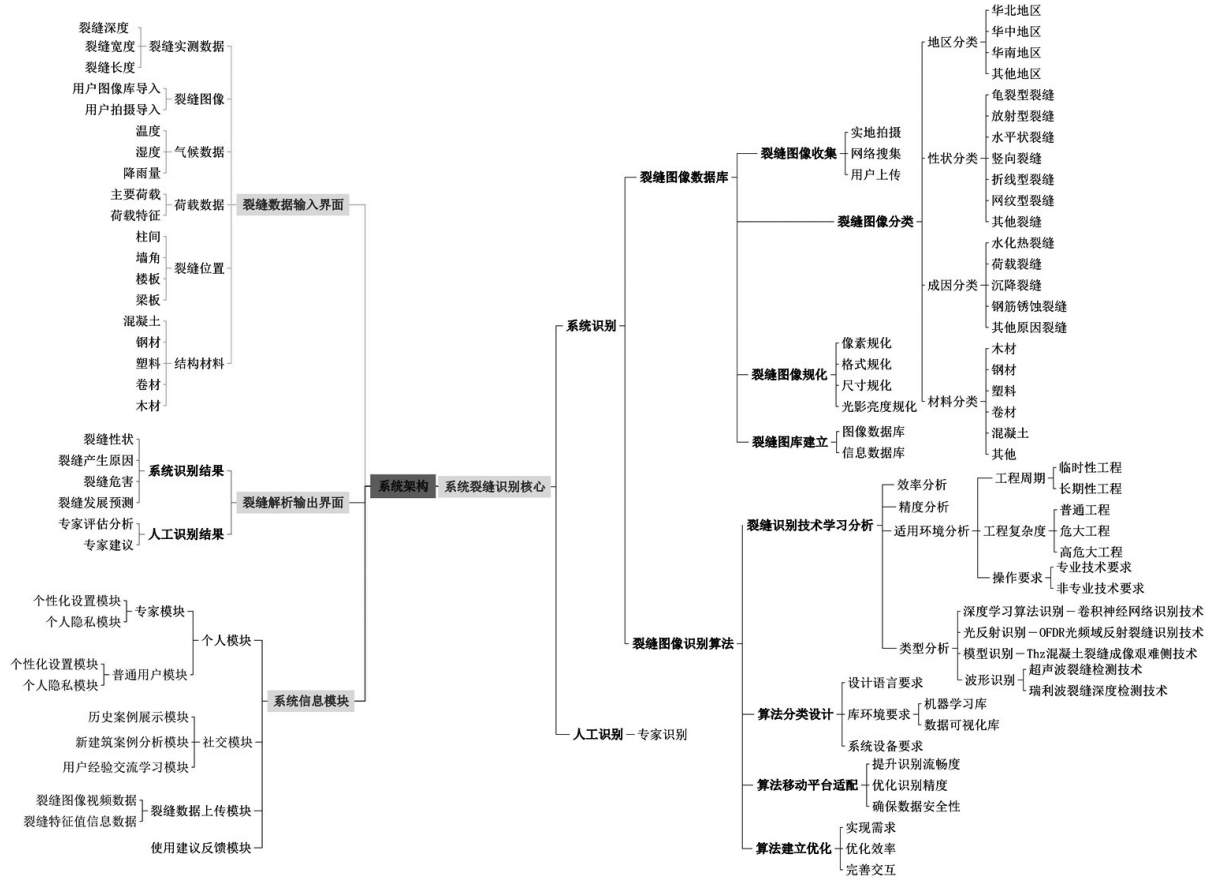 系统架构
裂缝数据输入界面
裂缝实测数据
裂缝深度
裂缝宽度
裂缝长度
裂缝图像
用户图像库导入
用户拍摄导入
气候数据
温度
湿度
降雨量
荷载数据
主要荷载
荷载特征
裂缝位置
柱间
墙角
楼板
梁板
结构材料
混凝土
钢材
塑料
卷材
木材
裂缝解析输出界面
系统识别结果
裂缝性状
裂缝产生原因
裂缝危害
裂缝发展预测
人工识别结果
专家评估分析
专家建议
系统信息模块
个人模块
专家模块
个性化设置模块
个人隐私模块
普通用户模块
个性化设置模块
个人隐私模块
社交模块
历史案例展示模块
新建筑案例分析模块
用户经验交流学习模块
裂缝数据上传模块
裂缝图像视频数据
裂缝特征值信息数据
使用建议反馈模块
系统裂缝识别核心
系统识别
裂缝图像数据库
裂缝图像收集
实地拍摄
网络搜集
用户上传
裂缝图像分类
地区分类
华北地区
华中地区
华南地区
其他地区
性状分类
龟裂型裂缝
放射型裂缝
水平状裂缝
竖向裂缝
折线型裂缝
网纹型裂缝
其他裂缝
成因分类
水化热裂缝
荷载裂缝
沉降裂缝
钢筋锈蚀裂缝
其他原因裂缝
材料分类
木材
钢材
塑料
卷材
混凝土
其他
裂缝图像规化
像素规化
格式规化
尺寸规化
光影亮度规化
裂缝图库建立
图像数据库
信息数据库
裂缝图像识别算法
裂缝识别技术学习分析
效率分析
精度分析
适用环境分析
工程周期
临时性工程
长期性工程
工程复杂度
普通工程
危大工程
高危大工程
操作要求
专业技术要求
非专业技术要求
类型分析
深度学习算法识别
卷积神经网络识别技术
光反射识别
OFDR光频域反射裂缝识别技术
模型识别
Thz混凝土裂缝成像艰难侧技术
波形识别
超声波裂缝检测技术
瑞利波裂缝深度检测技术
算法分类设计
设计语言要求
库环境要求
机器学习库
数据可视化库
系统设备要求
算法移动平台适配
提升识别流畅度
优化识别精度
确保数据安全性
算法建立优化
实现需求
优化效率
完善交互
人工识别
专家识别